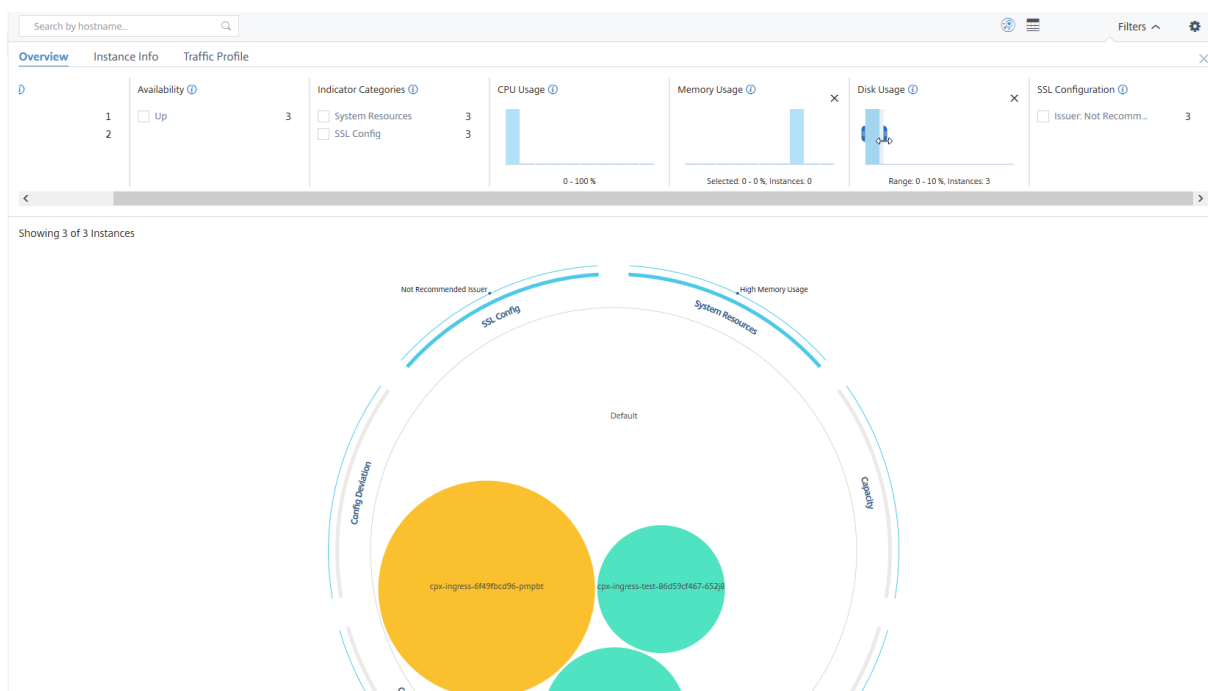 Search by hostname...
Filters
Overview Instance Info Traffic Profile
Availability
Indicator Categories
CPU Usage
Memory Usage
Disk Usage
SSL Configuration
1
2
Up 3
System Resources 3
SSL Config 3
Issuer: Not Recomm... 3
0 - 100 %
Selected: 0 - 0 %, Instances: 0
Range: 0 - 10 %, Instances: 3
Showing 3 of 3 Instances
Not Recommended Issuer
High Memory Usage
SSL Config
System Resources
Default
Config Deviation
Capacity
cpx-ingress-6f49fbcd96-pmpbt
cpx-ingress-test-86d59cf467-652j8